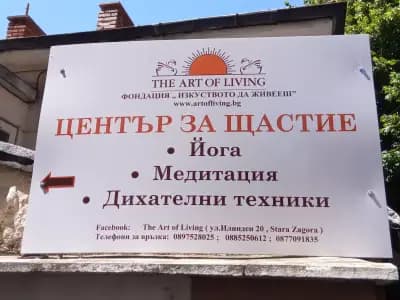 THE ART OF LIVING
ФОНДАЦИЯ „ ИЗКУСТВОТО ДА ЖИВЕЕШ"
www.artofliving.bg
ЦЕНТЪР ЗА ЩАСТИЕ
• Йога
• Медитация
• Дихателни техники
Facebook: The Art of Living ( ул.Илинден 20 , Stara Zagora )
Телефони за връзка: 0897528025 ; 0885250612 ; 0877091835